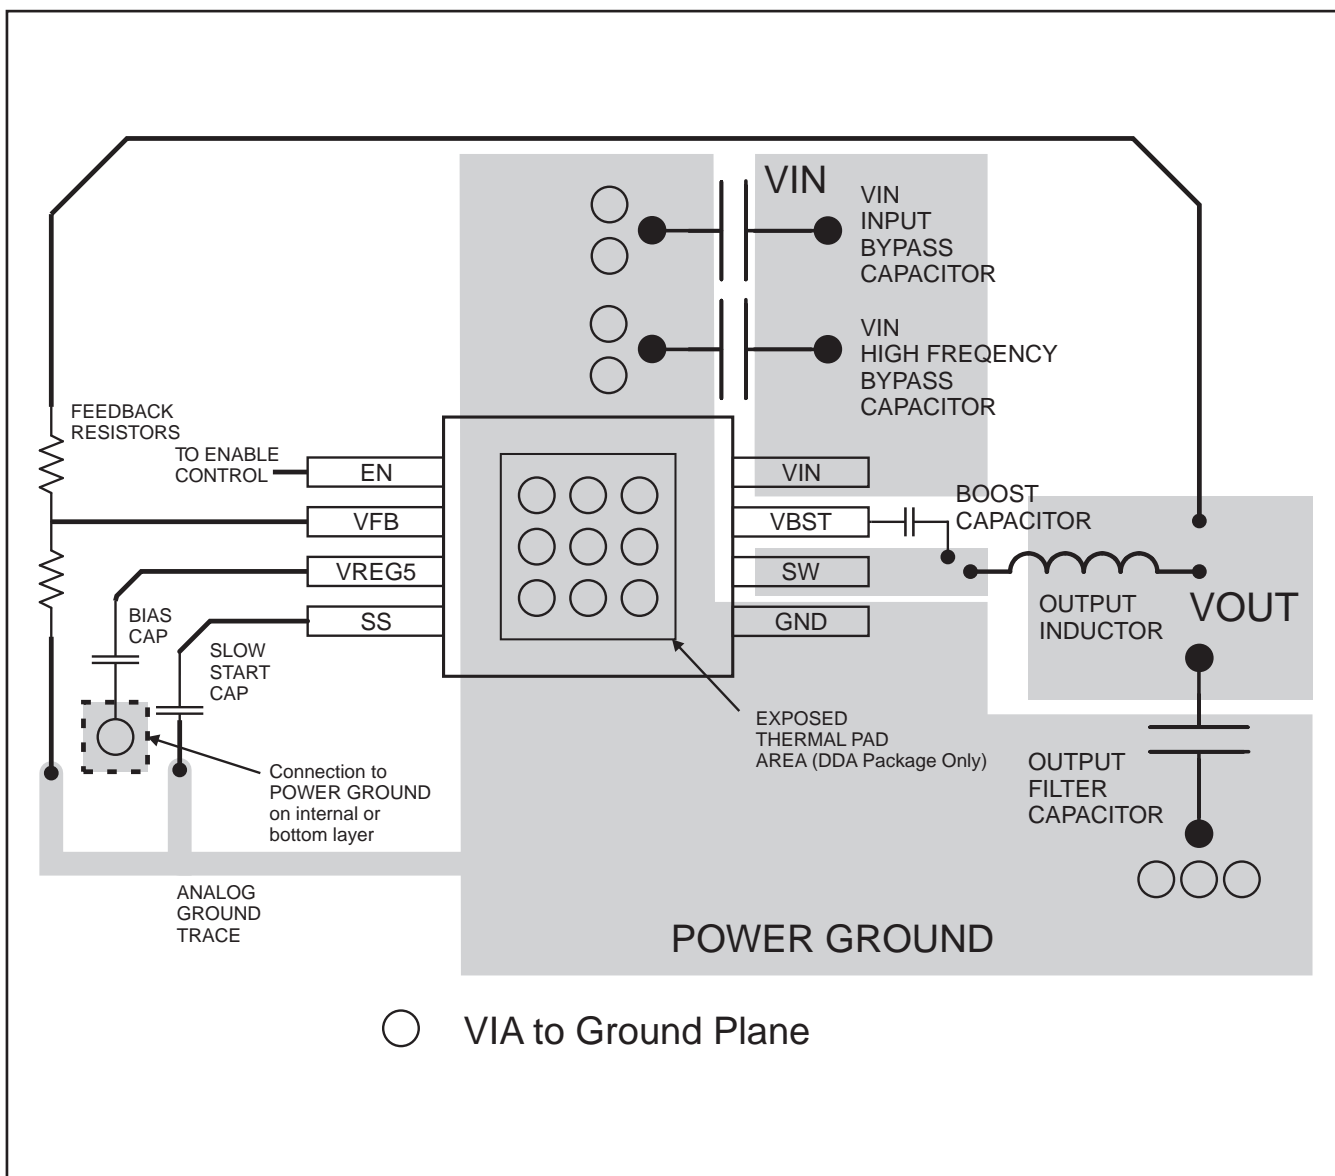 VIN
VIN
INPUT
BYPASS
CAPACITOR
VIN
HIGH FREQENCY
BYPASS
CAPACITOR
FEEDBACK
RESISTORS
TO ENABLE
CONTROL
EN
VFB
VREG5
SS
VIN
VBST
SW
GND
BOOST
CAPACITOR
OUTPUT
INDUCTOR
VOUT
BIAS
CAP
SLOW
START
CAP
EXPOSED
THERMAL PAD
AREA (DDA Package Only)
Connection to
POWER GROUND
on internal or
bottom layer
OUTPUT
FILTER
CAPACITOR
ANALOG
GROUND
TRACE
POWER GROUND
VIA to Ground Plane